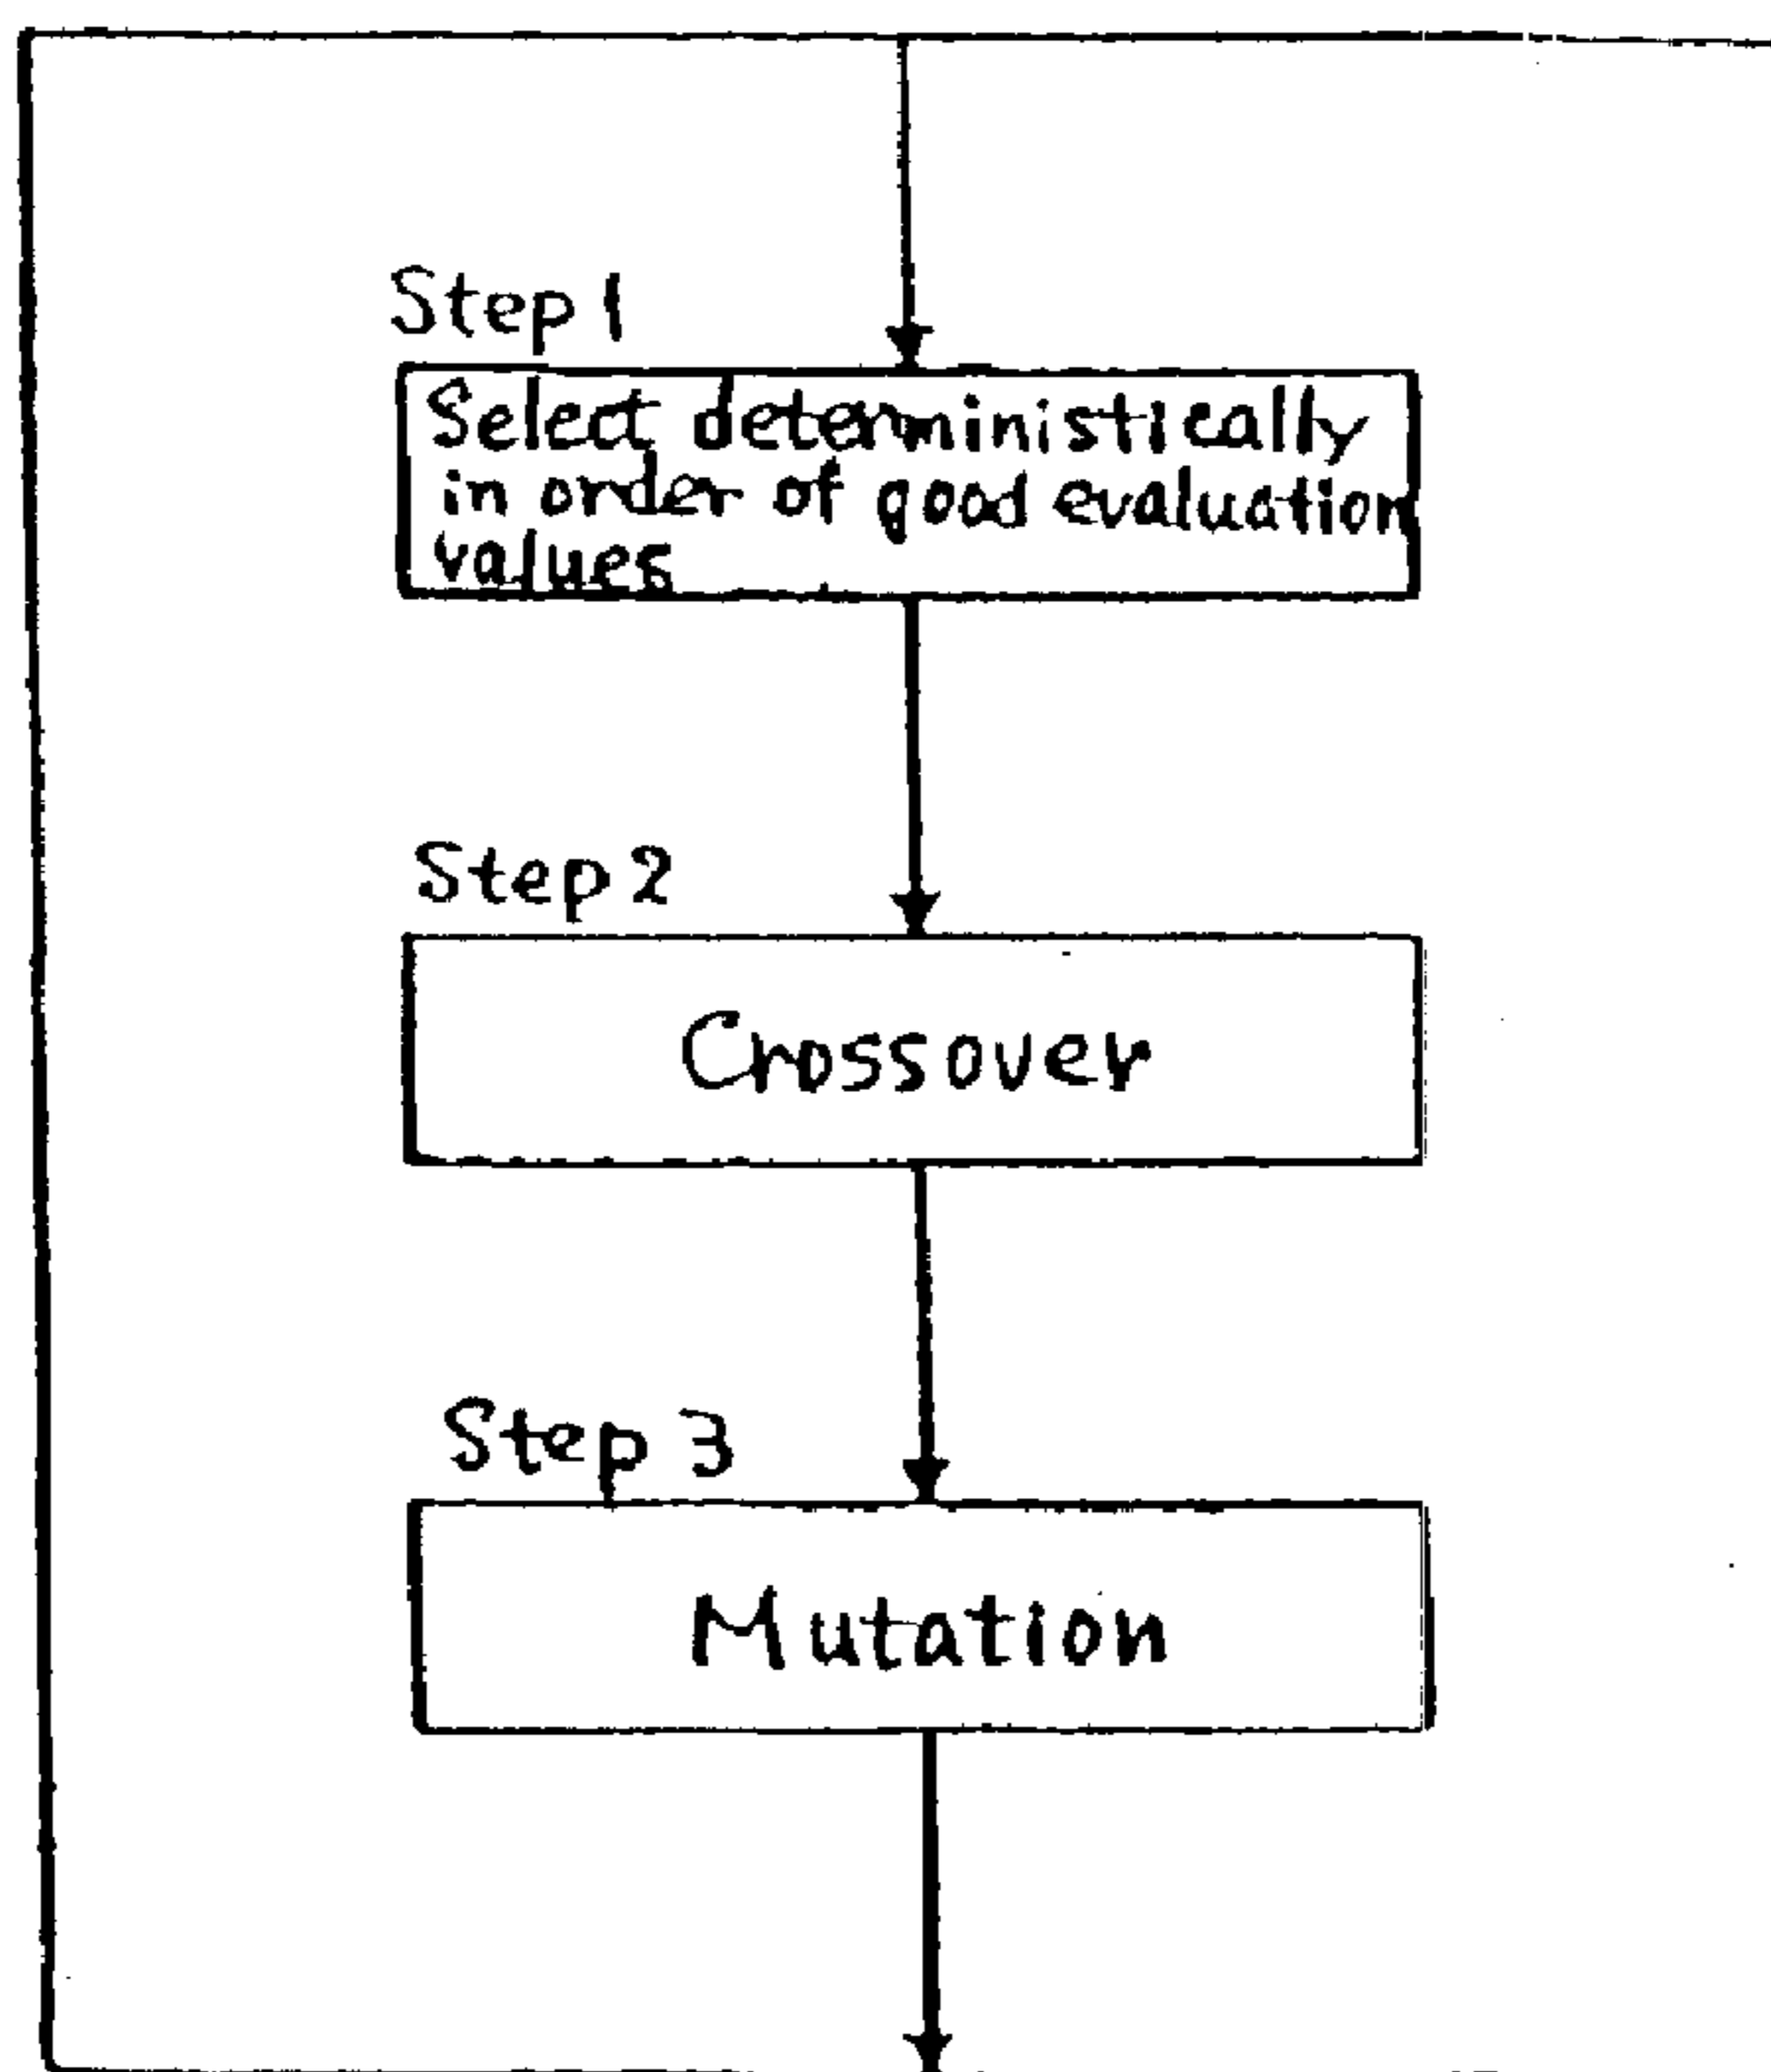 Step 1
Select deterministically
in order of good evaluation
values
Step 2
Crossover
Step 3
Mutation